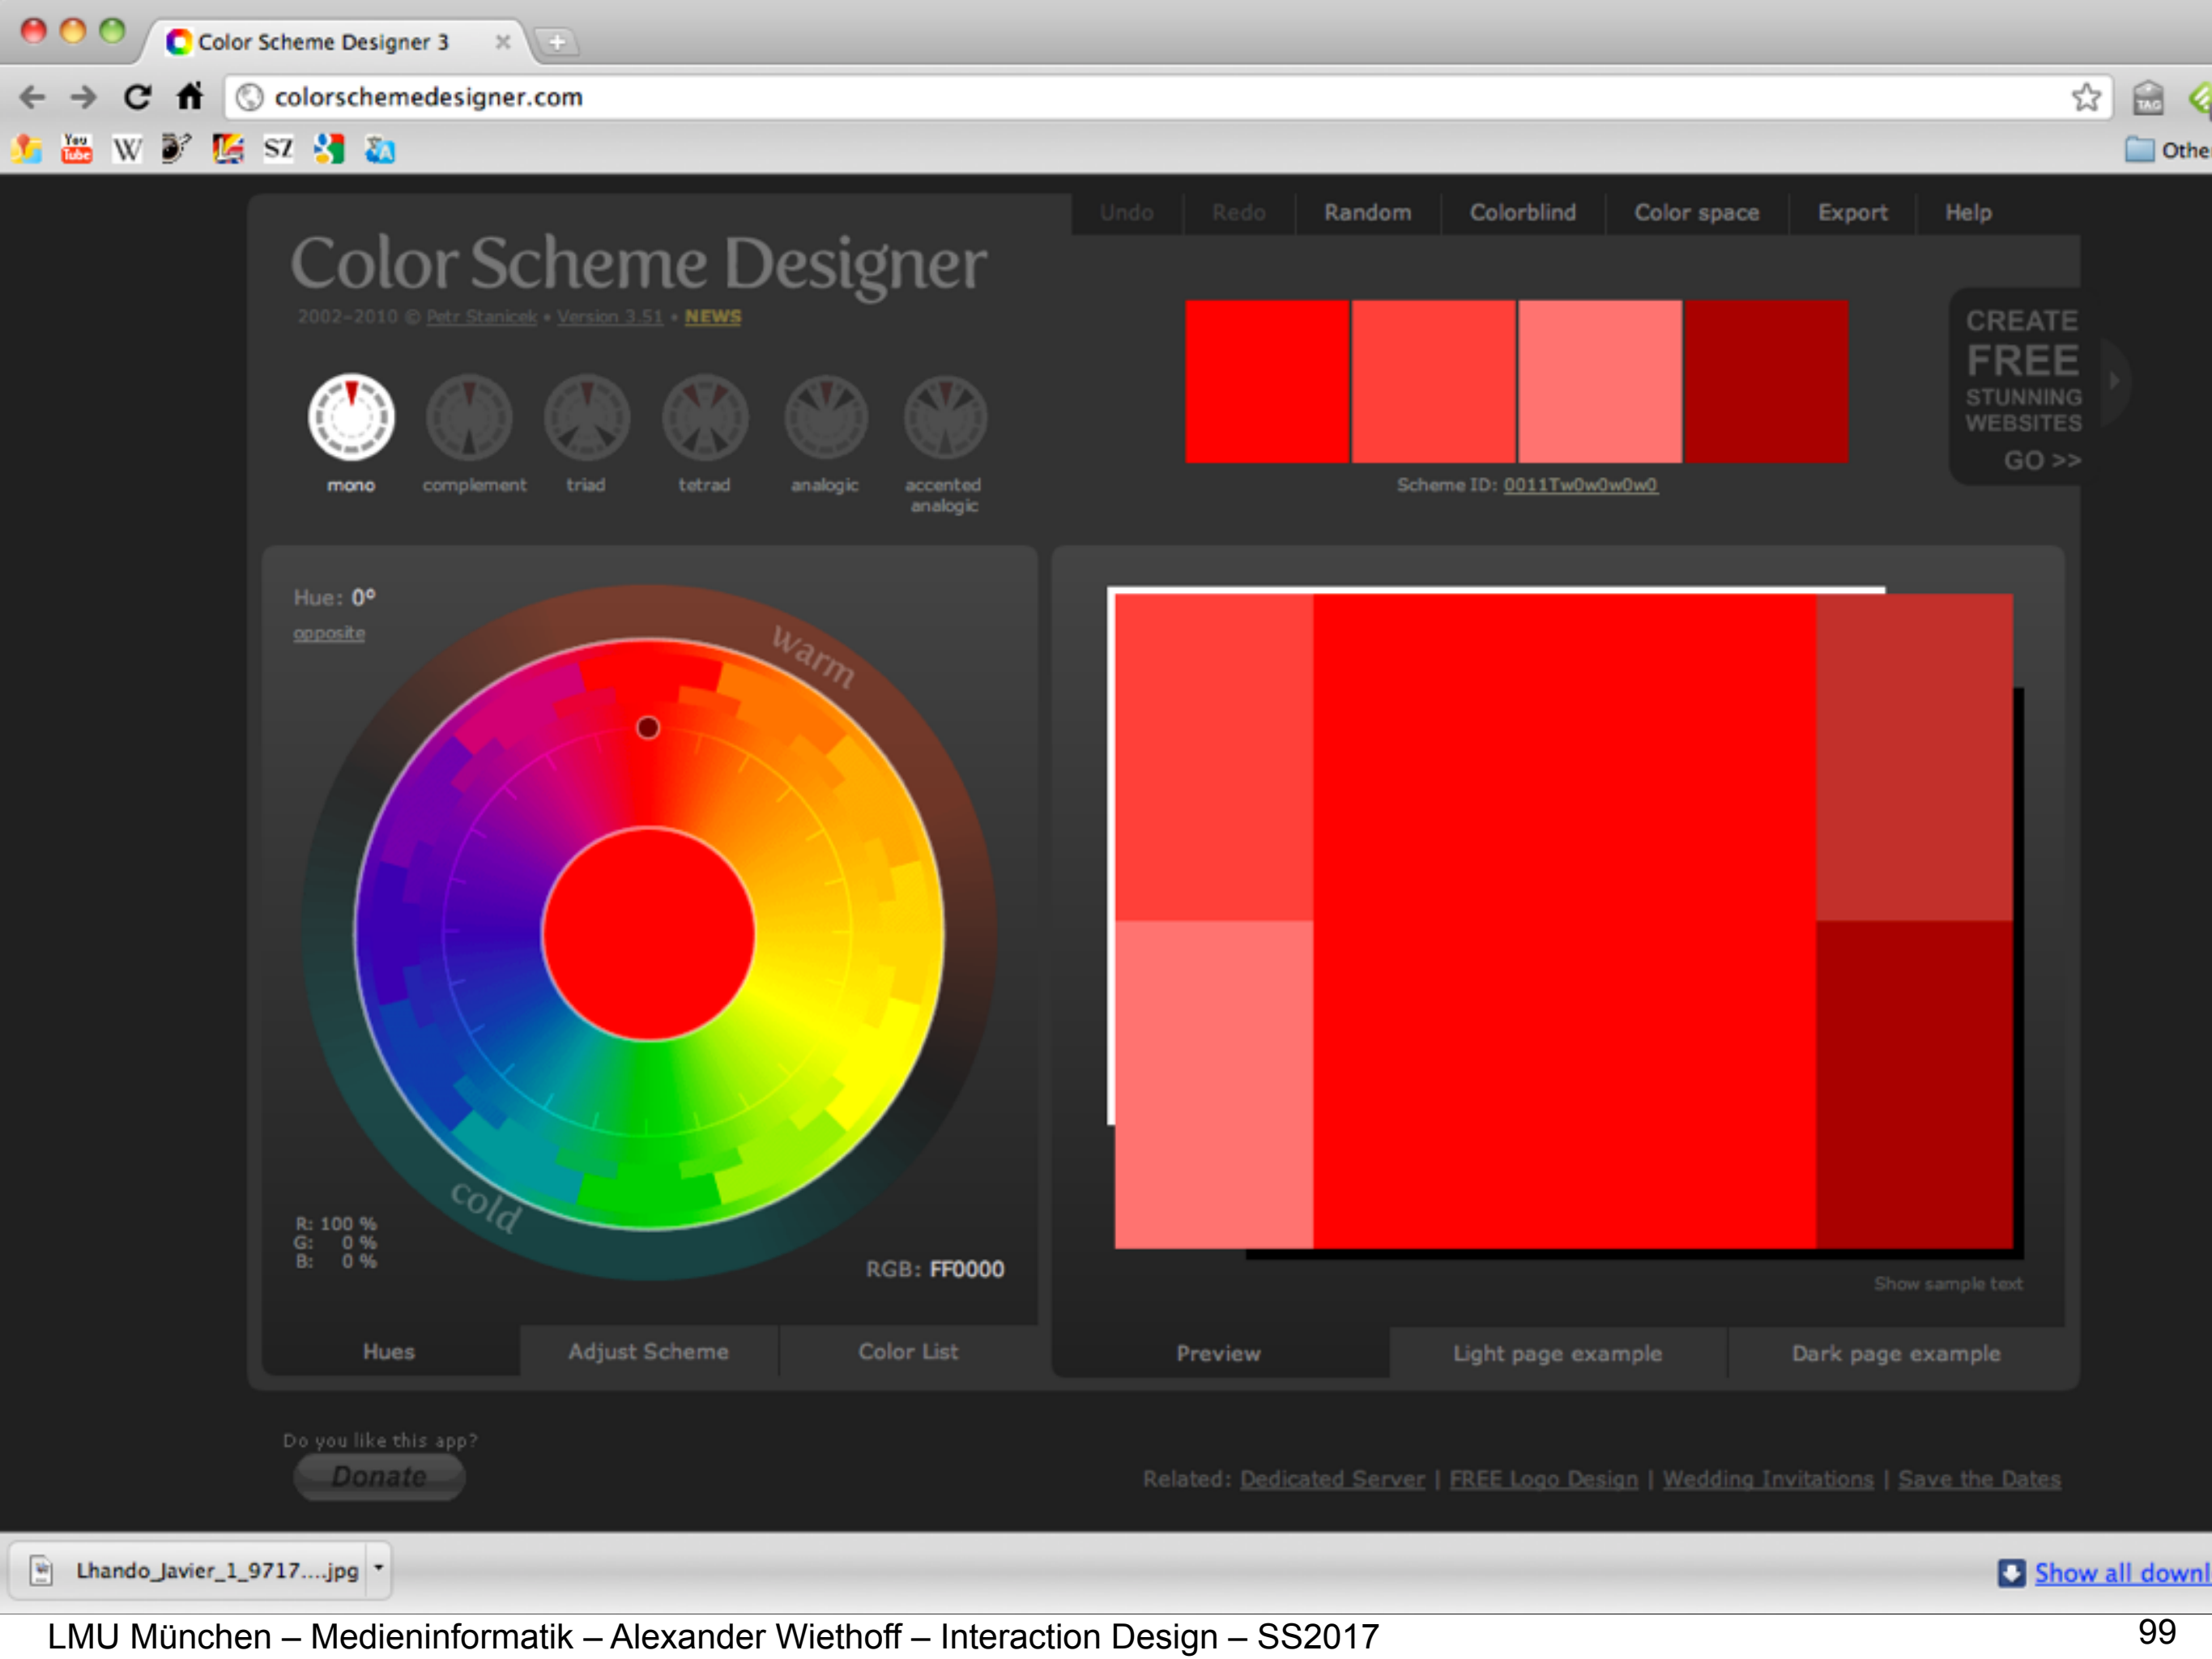 Color Scheme Designer 3
colorschemedesigner.com
You Tube W SZ
TAG
Undo Redo Random Colorblind Color space Export Help
Color Scheme Designer
2002-2010 © Petr Stanicek • Version 3.51 • NEWS
CREATE
FREE
STUNNING
WEBSITES
GO >>
mono complement triad tetrad analogic accented analogic
Scheme ID: 0011Tw0w0w0w0
Hue: 0°
opposite
warm
cold
R: 100 %
G: 0 %
B: 0 %
RGB: FF0000
Show sample text
Hues Adjust Scheme Color List
Preview Light page example Dark page example
Do you like this app?
Donate
Related: Dedicated Server | FREE Logo Design | Wedding Invitations | Save the Dates
Lhando_Javier_1_9717....jpg
Show all
LMU München – Medieninformatik – Alexander Wiethoff – Interaction Design – SS2017
99